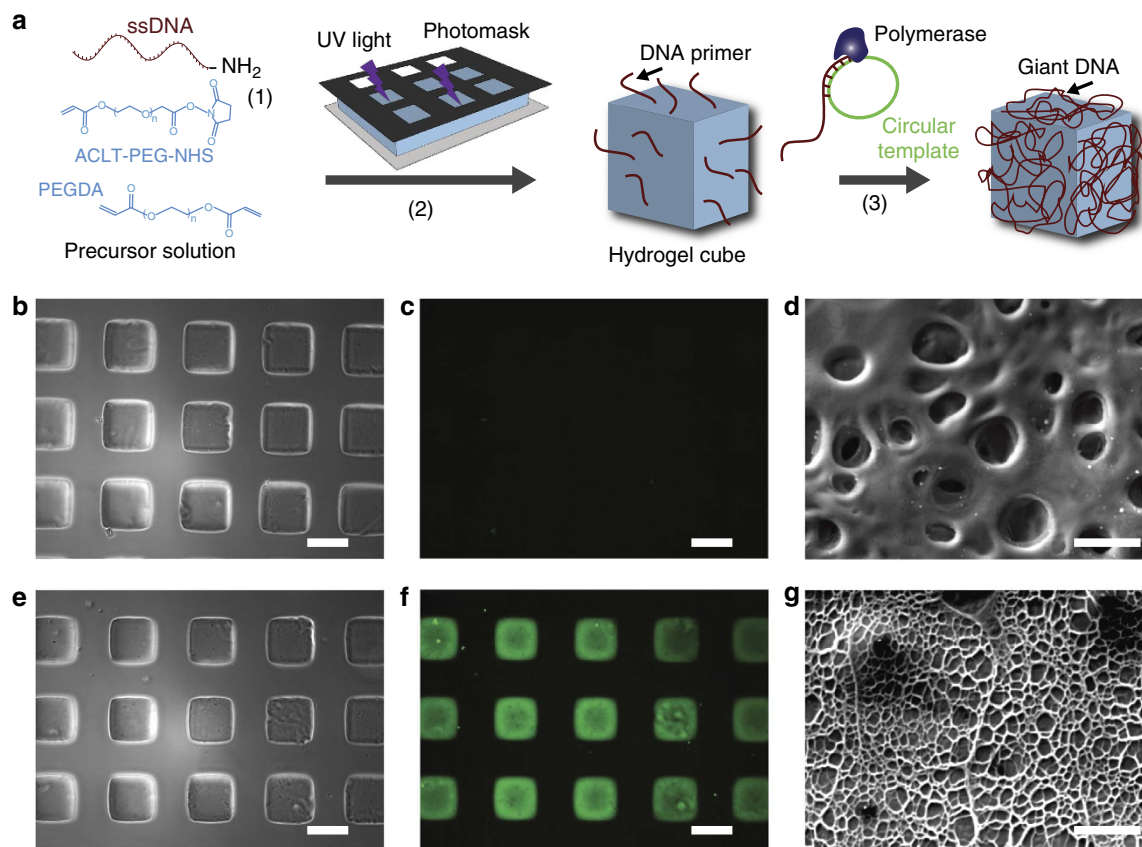 a
ssDNA
NH2
(1)
O
O
n
O
O
O
O
N
O
O
ACLT-PEG-NHS
PEGDA
O
O
n
O
O
Precursor solution
UV light
Photomask
(2)
DNA primer
Hydrogel cube
Polymerase
Circular
template
(3)
Giant DNA
b
c
d
e
f
g